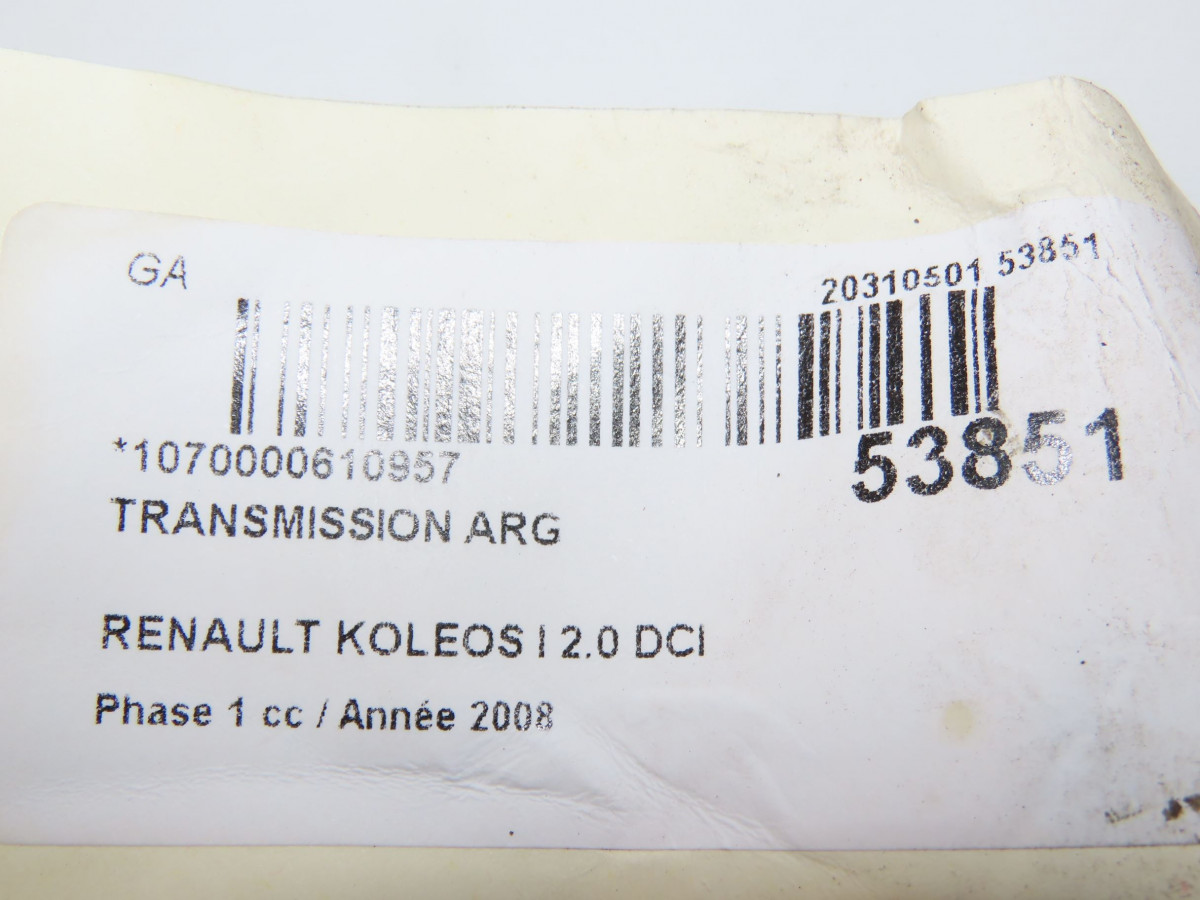 GA
20310501 53851
*1070000610957
53851
TRANSMISSION ARG
RENAULT KOLEOS I 2.0 DCI
Phase 1 cc / Année 2008